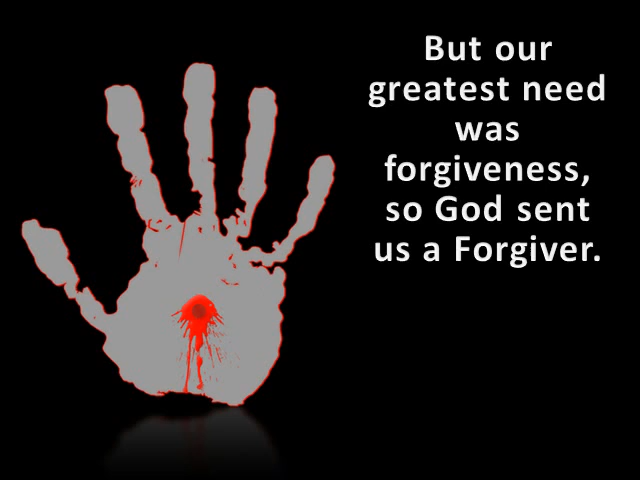 But our
greatest need
was
forgiveness,
so God sent
us a Forgiver.